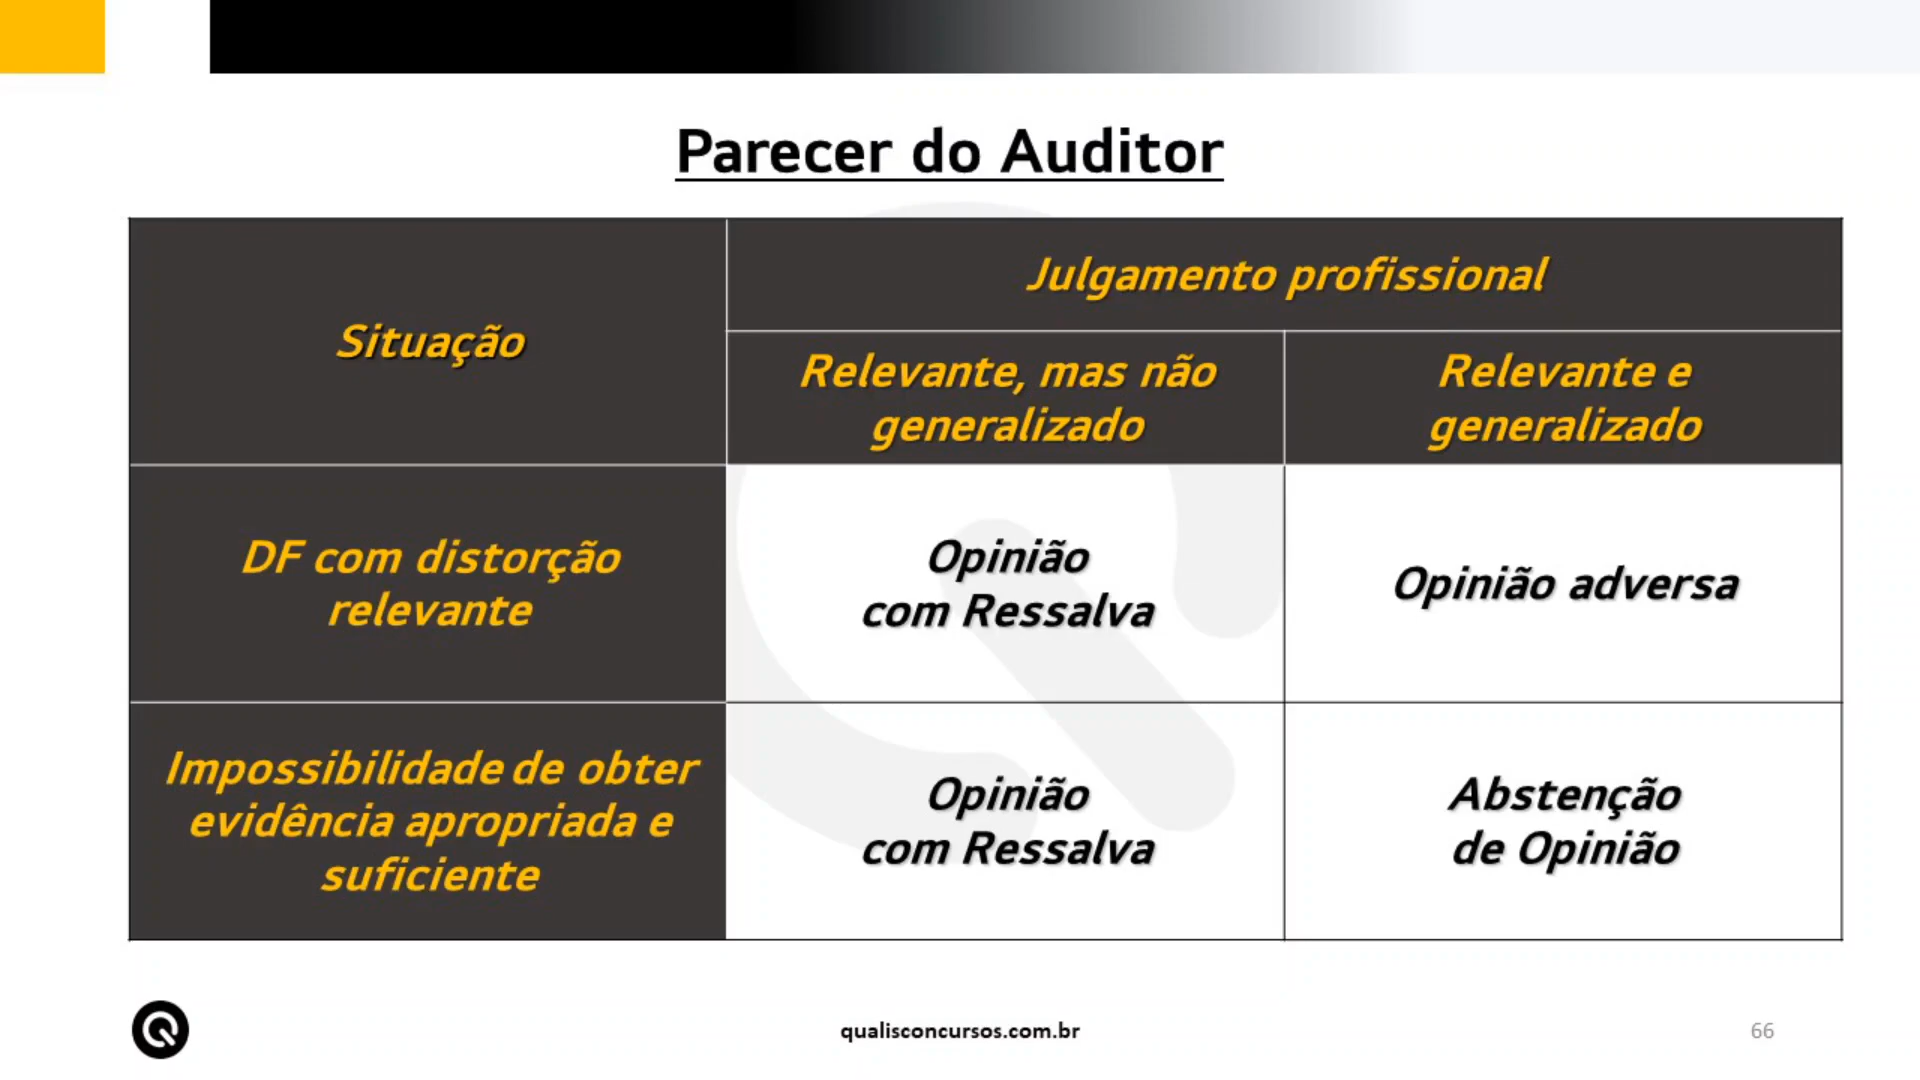 Parecer do Auditor
Situação
Julgamento profissional
Relevante, mas não
generalizado
Relevante e
generalizado
DF com distorção
relevante
Opinião
com Ressalva
Opinião adversa
Impossibilidade de obter
evidência apropriada e
suficiente
Opinião
com Ressalva
Abstenção
de Opinião
qualisconcursos.com.br
66